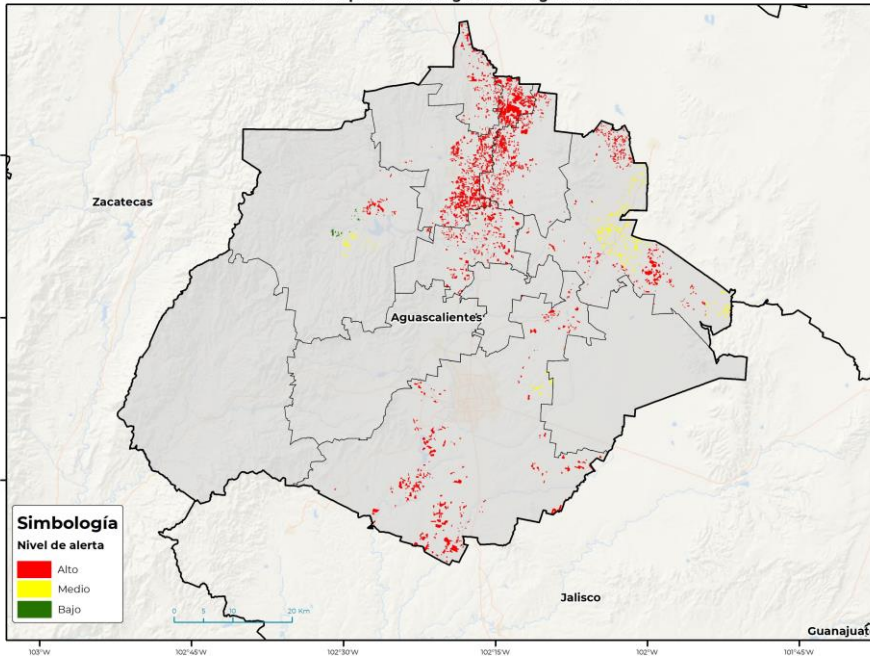 Zacatecas
Aguascalientes
Simbología
Nivel de alerta
Alto
Medio
Bajo
0 5 10 20 Km
Jalisco
103°W 102°45'W 102°30'W 102°15'W 102°W 101°45'W